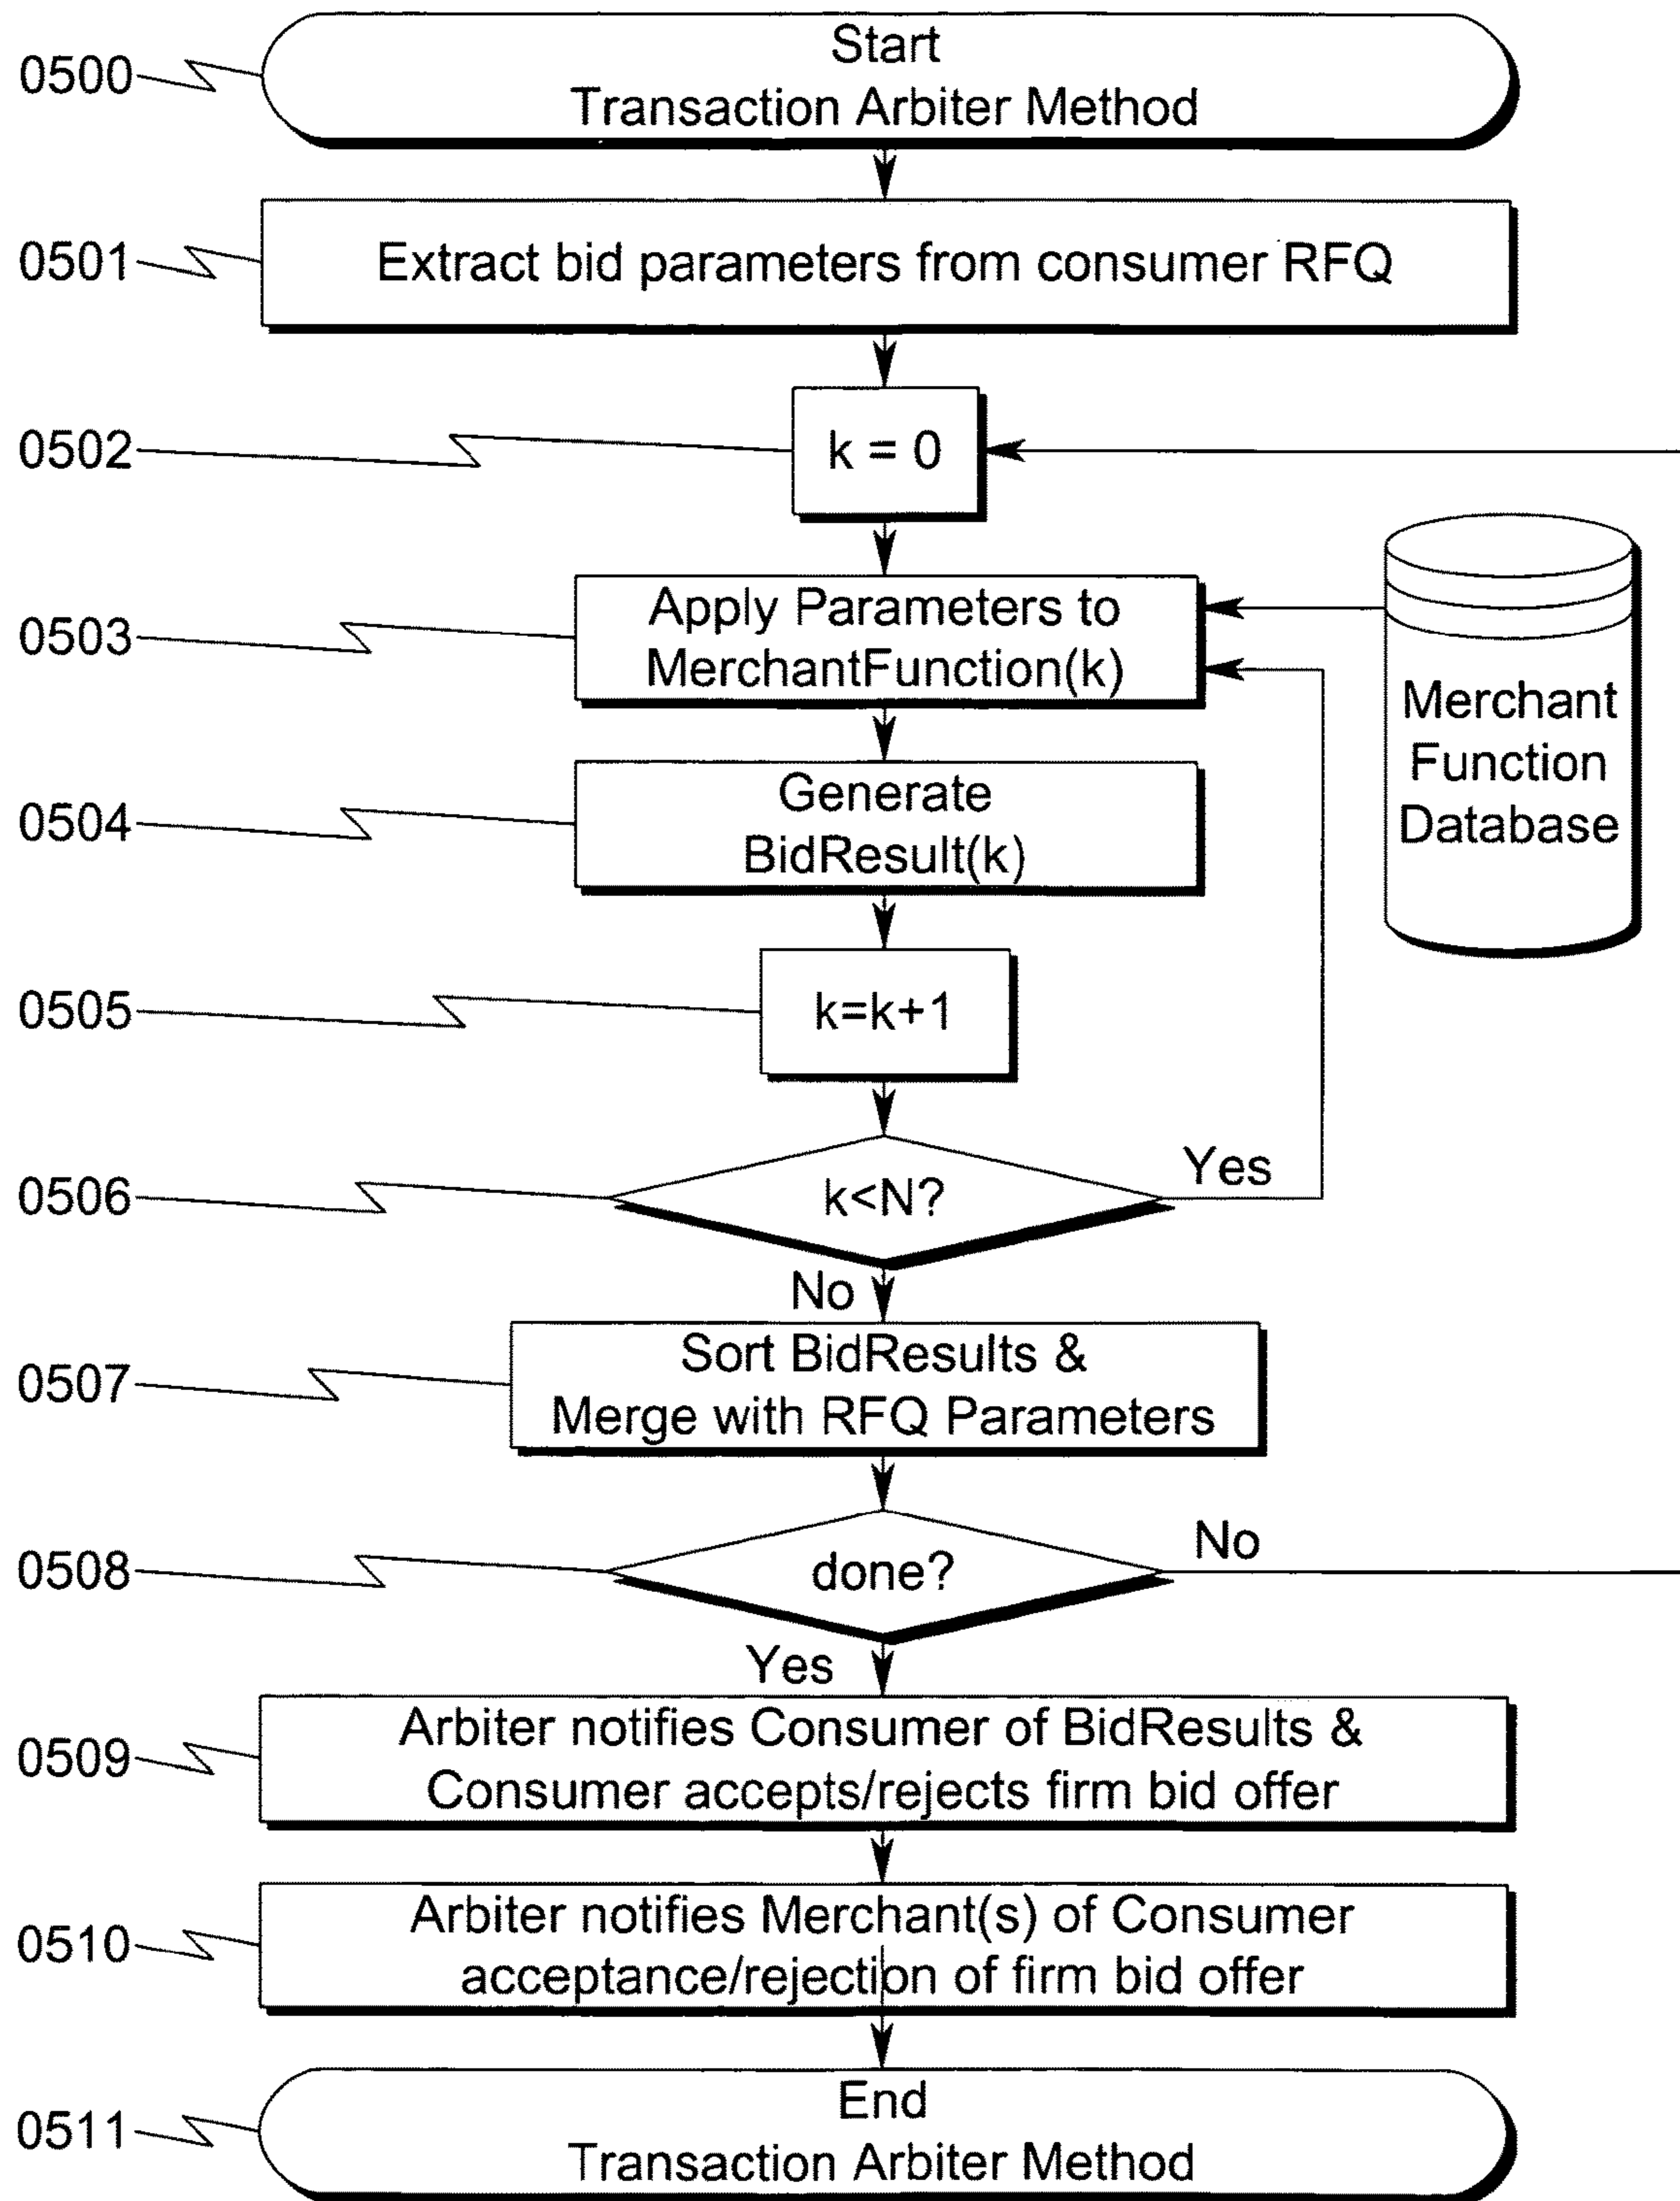 0500
Start
Transaction Arbiter Method
0501
Extract bid parameters from consumer RFQ
0502
k = 0
0503
Apply Parameters to
MerchantFunction(k)
Merchant
Function
Database
0504
Generate
BidResult(k)
0505
k=k+1
0506
k<N?
Yes
No
0507
Sort BidResults &
Merge with RFQ Parameters
0508
done?
No
Yes
0509
Arbiter notifies Consumer of BidResults &
Consumer accepts/rejects firm bid offer
0510
Arbiter notifies Merchant(s) of Consumer
acceptance/rejection of firm bid offer
0511
End
Transaction Arbiter Method